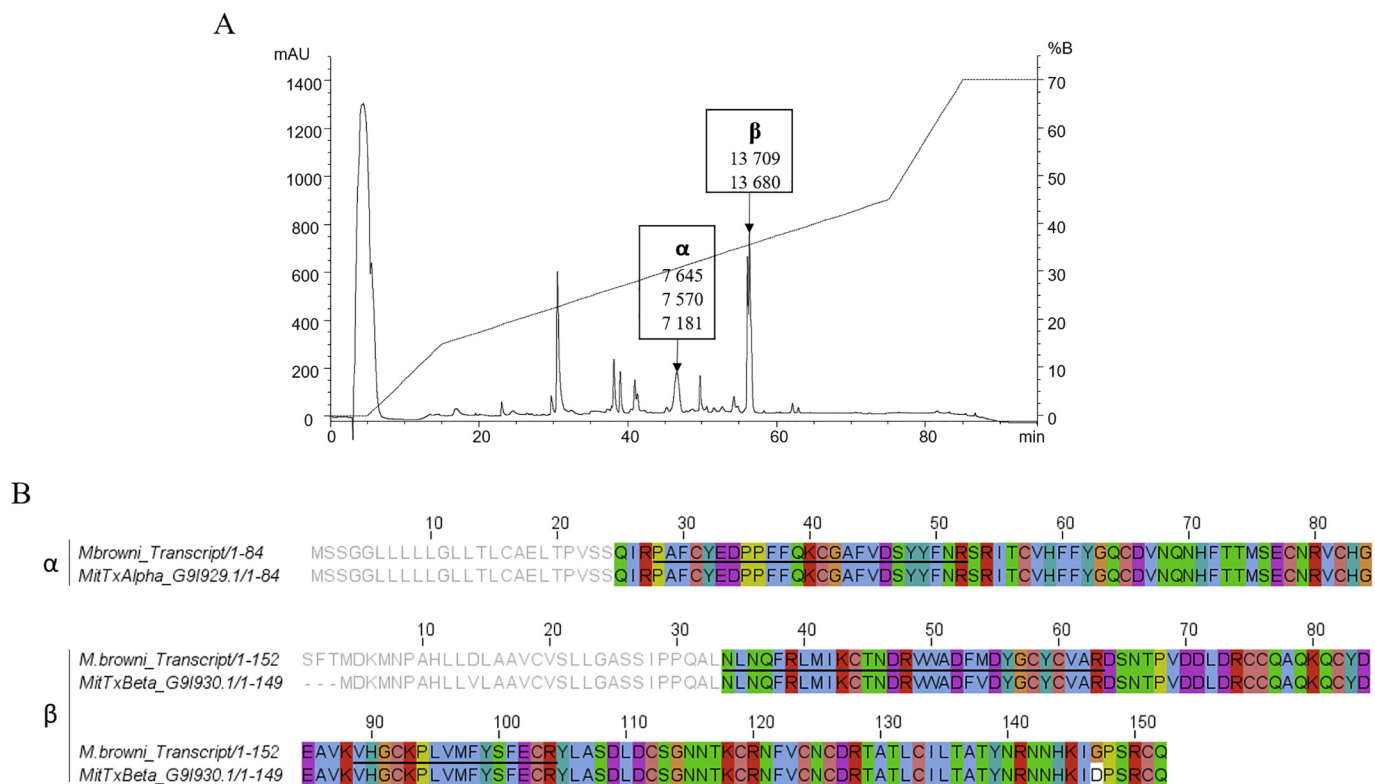 A
mAU
%B
1400
1200
1000
800
600
400
200
0
70
60
50
40
30
20
10
0
β
13 709
13 680
α
7 645
7 570
7 181
0 20 40 60 80 min
B
10 20 30 40 50 60 70 80
α
Mbrowni_Transcript/1-84 MSSGGLLLLLGLLTLCAELTPVSSQIRPAFCYEDPPFFQKCGAFVDSYYFNRSRITCVHFFYGQCDVNQNHFTTMSECNRVCHG
MitTxAlpha_G9I929.1/1-84 MSSGGLLLLLGLLTLCAELTPVSSQIRPAFCYEDPPFFQKCGAFVDSYYFNRSRITCVHFFYGQCDVNQNHFTTMSECNRVCHG
10 20 30 40 50 60 70 80
β
M.browni_Transcript/1-152 SFTMDKMNPAHLLDLAAVCVSLLGASSIPPQALNLNQFRLMIKCTNDRVWADFMDYGCYCVARDSNTPVDDLDRCCQAQKQCYD
MitTxBeta_G9I930.1/1-149 ---MDKMNPAHLLVLAAVCVSLLGASSIPPQALNLNQFRLMIKCTNDRVWADFVDYGCYCVARDSNTPVDDLDRCCQAQKQCYD
90 100 110 120 130 140 150
M.browni_Transcript/1-152 EAVKVHGCKPLVMFYSFECRYLASDLDCSGNNTKCRNFVCNCDRTATLCILTATYNRNNHKIGPSRCQ
MitTxBeta_G9I930.1/1-149 EAVKVHGCKPLVMFYSFECRYLASDLDCSGNNTKCRNFVCNCDRTATLCILTATYNRNNHKIDPSRCQ